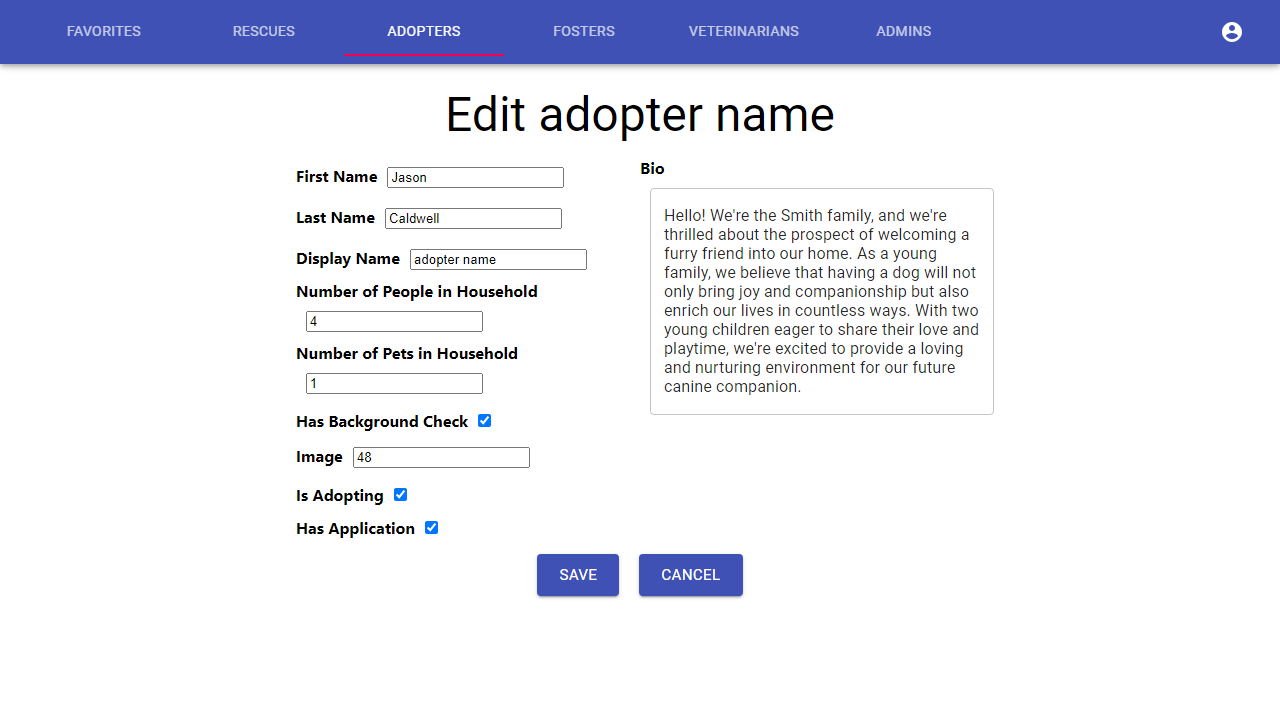 FAVORITES RESCUES ADOPTERS FOSTERS VETERINARIANS ADMINS
Edit adopter name
First Name Jason
Last Name Caldwell
Display Name adopter name
Number of People in Household
4
Number of Pets in Household
1
Has Background Check
Image 48
Is Adopting
Has Application
Bio
Hello! We're the Smith family, and we're
thrilled about the prospect of welcoming a
furry friend into our home. As a young
family, we believe that having a dog will not
only bring joy and companionship but also
enrich our lives in countless ways. With two
young children eager to share their love and
playtime, we're excited to provide a loving
and nurturing environment for our future
canine companion.
SAVE CANCEL